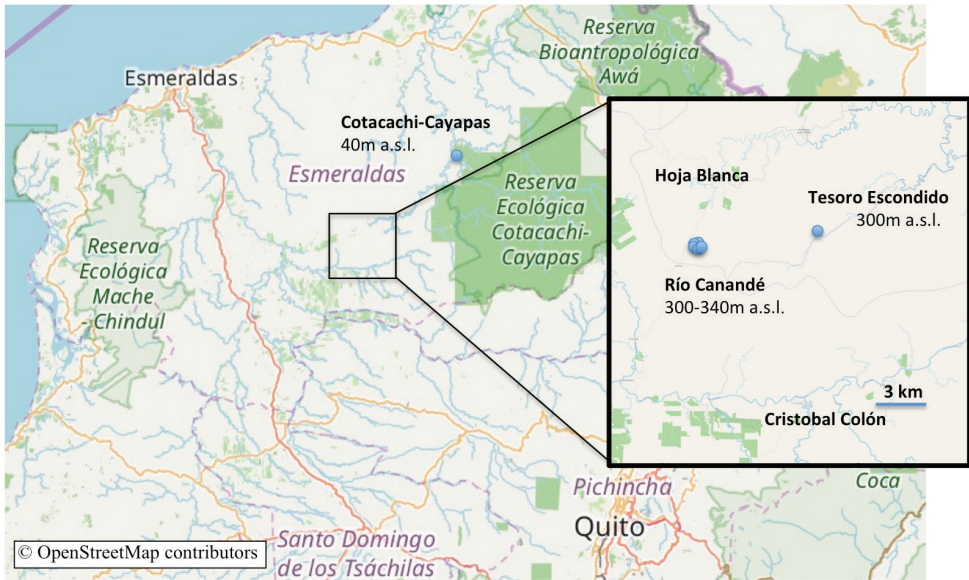 Reserva
Bioantropológica
Awá
Esmeraldas
Cotacachi-Cayapas
40m a.s.l.
Esmeraldas
Reserva
Ecológica
Cotacachi-
Cayapas
Reserva
Ecológica
Mache
Chindul
Hoja Blanca
Tesoro Escondido
300m a.s.l.
Río Canandé
300-340m a.s.l.
3 km
Cristobal Colón
Coca
Pichincha
Quito
Santo Domingo
de los Tsáchilas
© OpenStreetMap contributors